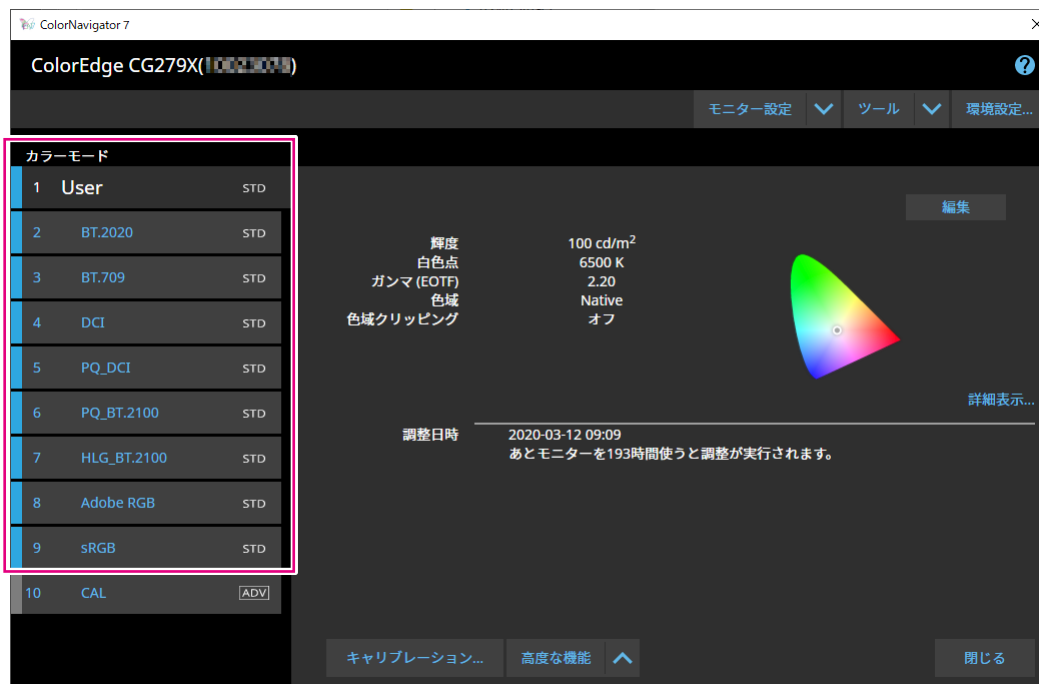 ColorNavigator 7
ColorEdge CG279X( )
モニター設定 ツール 環境設定...
カラーモード
1 User STD
2 BT.2020 STD
3 BT.709 STD
4 DCI STD
5 PQ_DCI STD
6 PQ_BT.2100 STD
7 HLG_BT.2100 STD
8 Adobe RGB STD
9 sRGB STD
10 CAL ADV
編集
輝度 100 cd/m²
白色点 6500 K
ガンマ (EOTF) 2.20
色域 Native
色域クリッピング オフ
詳細表示...
調整日時 2020-03-12 09:09
あとモニターを193時間使うと調整が実行されます。
キャリブレーション... 高度な機能 閉じる